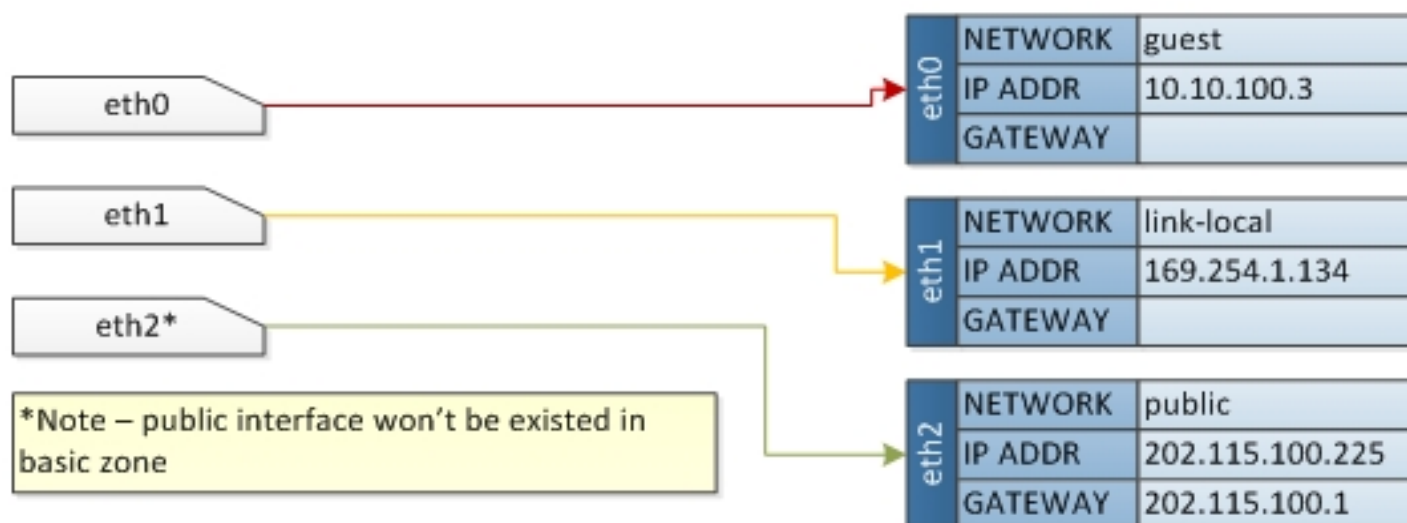 eth0
eth1
eth2*
*Note – public interface won't be existed in
basic zone
eth0
NETWORK guest
IP ADDR 10.10.100.3
GATEWAY
eth1
NETWORK link-local
IP ADDR 169.254.1.134
GATEWAY
eth2
NETWORK public
IP ADDR 202.115.100.225
GATEWAY 202.115.100.1